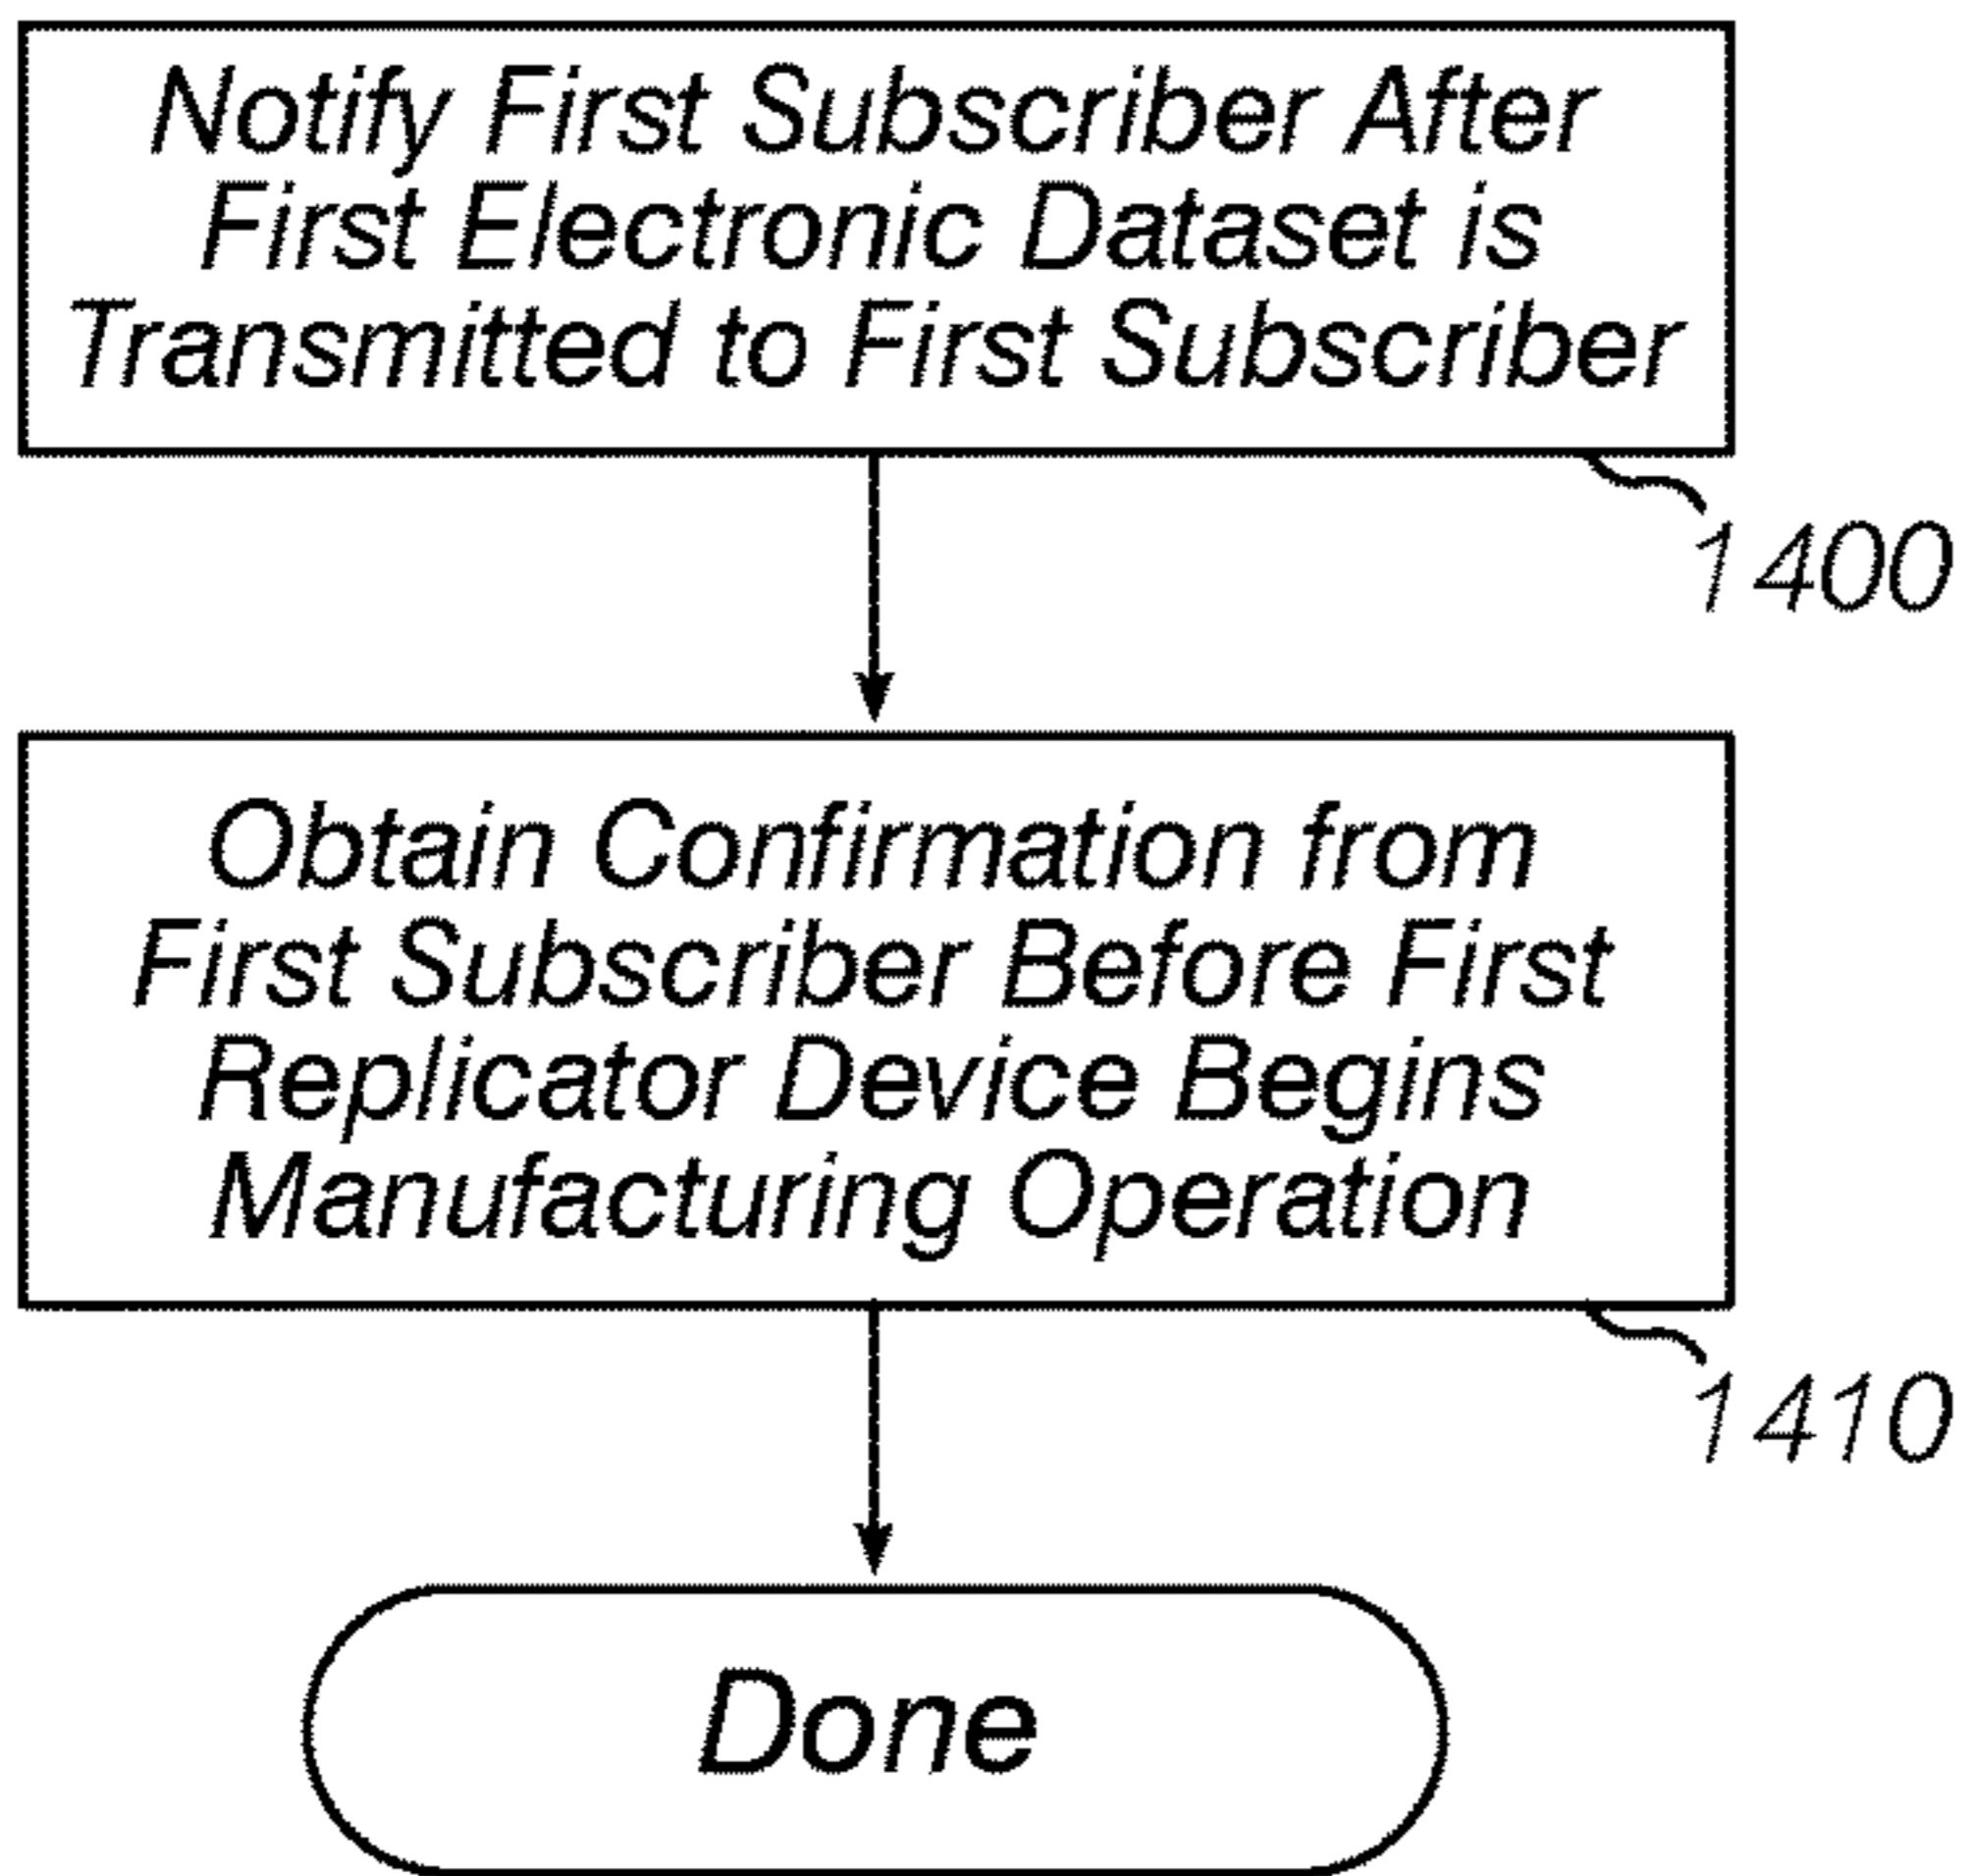 Notify First Subscriber After
First Electronic Dataset is
Transmitted to First Subscriber
1400
Obtain Confirmation from
First Subscriber Before First
Replicator Device Begins
Manufacturing Operation
1410
Done